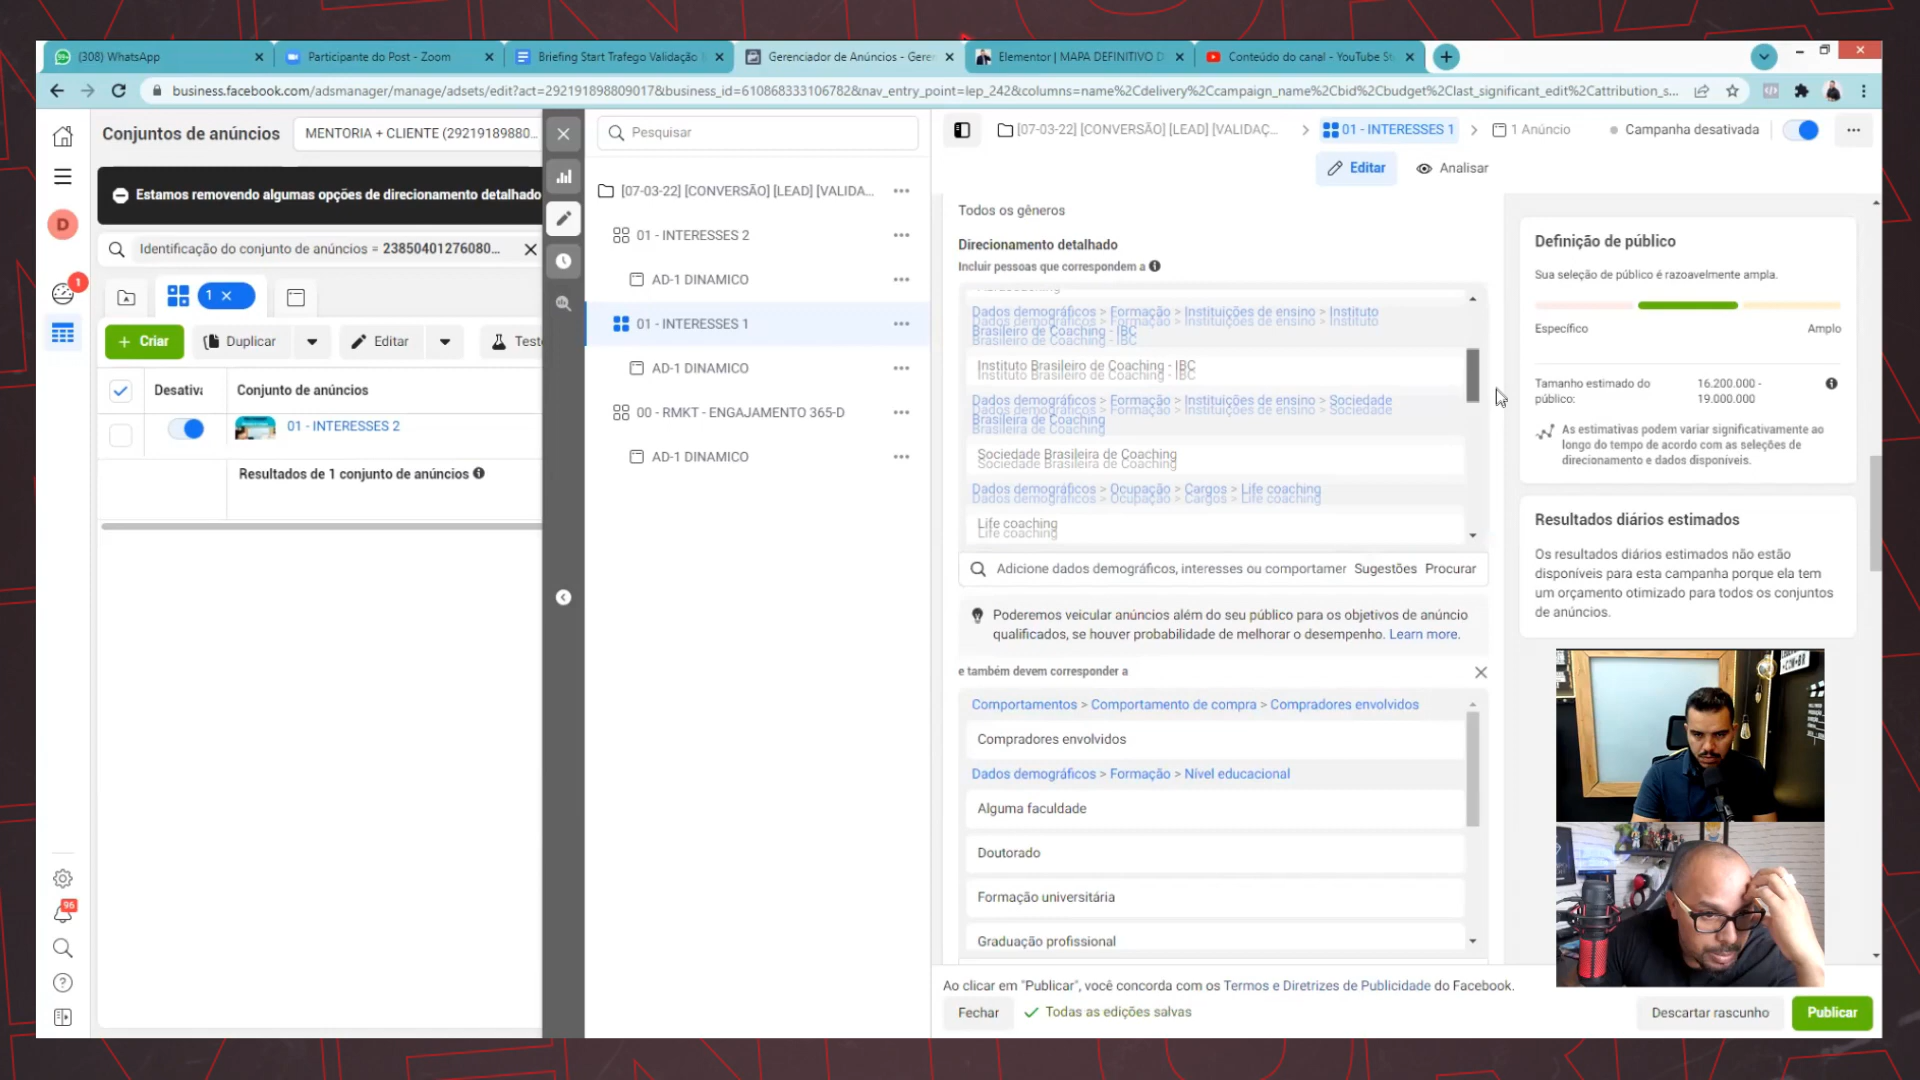 (308) WhatsApp
Participante do Post - Zoom
Briefing Start Trafego Validação
Gerenciador de Anúncios - Geren
Elementor | MAPA DEFINITIVO D
Conteúdo do canal - YouTube St
business.facebook.com/adsmanager/manage/adsets/edit?act=292191898809017&business_id=610868333106782&nav_entry_point=lep_242&columns=name%2Cdelivery%2Ccampaign_name%2Cbid%2Cbudget%2Clast_significant_edit%2Cattribution_s...
Conjuntos de anúncios
MENTORIA + CLIENTE (29219189880...
Estamos removendo algumas opções de direcionamento detalhado
Identificação do conjunto de anúncios = 23850401276080...
D
1
1
Criar
Duplicar
Editar
Teste
Desativa
Conjunto de anúncios
01 - INTERESSES 2
Resultados de 1 conjunto de anúncios
96
Pesquisar
[07-03-22] [CONVERSÃO] [LEAD] [VALIDA...
01 - INTERESSES 2
AD-1 DINAMICO
01 - INTERESSES 1
AD-1 DINAMICO
00 - RMKT - ENGAJAMENTO 365-D
AD-1 DINAMICO
[07-03-22] [CONVERSÃO] [LEAD] [VALIDAÇ...
01 - INTERESSES 1
1 Anúncio
Campanha desativada
Editar
Analisar
Todos os gêneros
Direcionamento detalhado
Incluir pessoas que correspondem a
Dados demográficos > Formação > Instituições de ensino > Instituto
Brasileiro de Coaching - IBC
Instituto Brasileiro de Coaching - IBC
Dados demográficos > Formação > Instituições de ensino > Sociedade
Brasileira de Coaching
Sociedade Brasileira de Coaching
Dados demográficos > Ocupação > Cargos > Life coaching
Life coaching
Adicione dados demográficos, interesses ou comportamer
Sugestões
Procurar
Poderemos veicular anúncios além do seu público para os objetivos de anúncio
qualificados, se houver probabilidade de melhorar o desempenho. Learn more.
e também devem corresponder a
Comportamentos > Comportamento de compra > Compradores envolvidos
Compradores envolvidos
Dados demográficos > Formação > Nível educacional
Alguma faculdade
Doutorado
Formação universitária
Graduação profissional
Ao clicar em "Publicar", você concorda com os Termos e Diretrizes de Publicidade do Facebook.
Fechar
Todas as edições salvas
Descartar rascunho
Publicar
Definição de público
Sua seleção de público é razoavelmente ampla.
Específico
Amplo
Tamanho estimado do público:
16.200.000 - 19.000.000
As estimativas podem variar significativamente ao
longo do tempo de acordo com as seleções de
direcionamento e dados disponíveis.
Resultados diários estimados
Os resultados diários estimados não estão
disponíveis para esta campanha porque ela tem
um orçamento otimizado para todos os conjuntos
de anúncios.